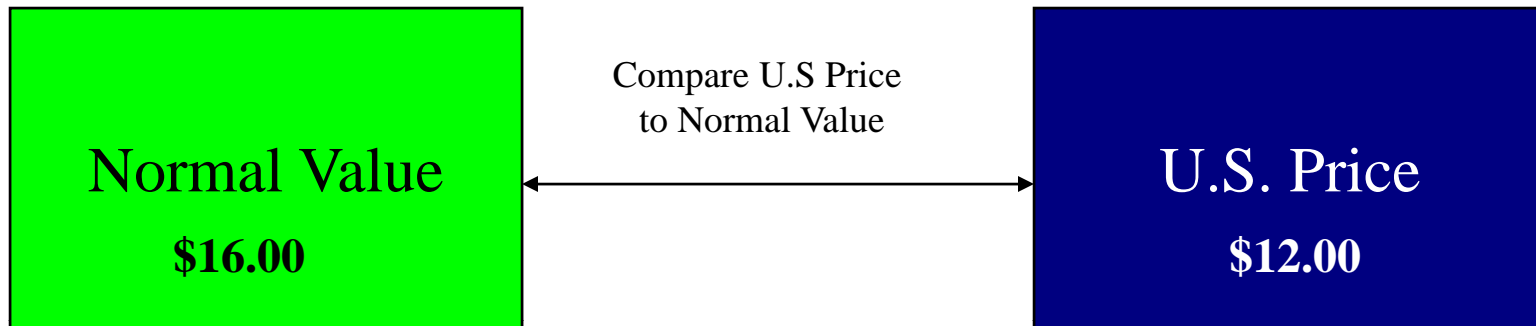 Normal Value
$16.00
Compare U.S Price
to Normal Value
U.S. Price
$12.00